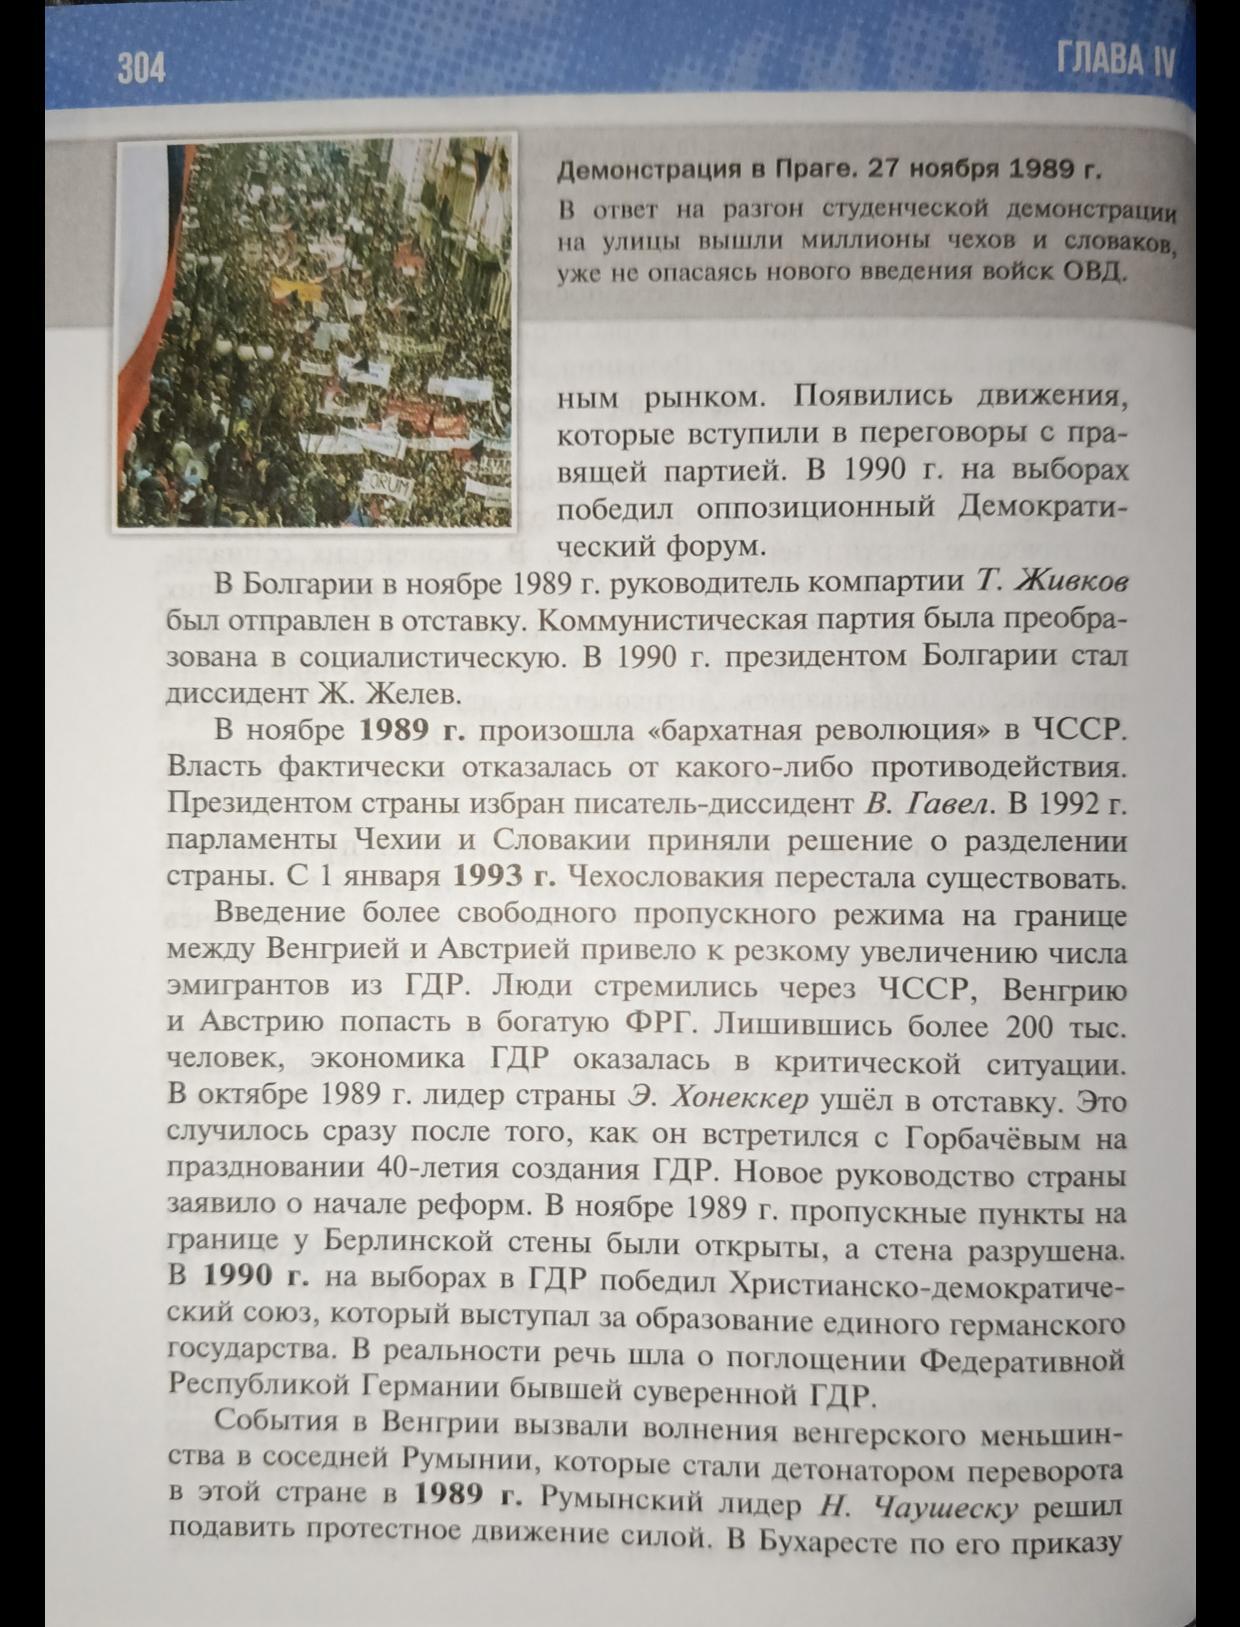 304
ГЛАВА IV
Демонстрация в Праге. 27 ноября 1989 г.
В ответ на разгон студенческой демонстрации
на улицы вышли миллионы чехов и словаков,
уже не опасаясь нового введения войск ОВД.
FORUM
ным рынком. Появились движения,
которые вступили в переговоры с пра-
вящей партией. В 1990 г. на выборах
победил оппозиционный Демократи-
ческий форум.
В Болгарии в ноябре 1989 г. руководитель компартии Т. Живков
был отправлен в отставку. Коммунистическая партия была преобра-
зована в социалистическую. В 1990 г. президентом Болгарии стал
диссидент Ж. Желев.
В ноябре 1989 г. произошла «бархатная революция» в ЧССР.
Власть фактически отказалась от какого-либо противодействия.
Президентом страны избран писатель-диссидент В. Гавел. В 1992 г.
парламенты Чехии и Словакии приняли решение о разделении
страны. С 1 января 1993 г. Чехословакия перестала существовать.
Введение более свободного пропускного режима на границе
между Венгрией и Австрией привело к резкому увеличению числа
эмигрантов из ГДР. Люди стремились через ЧССР, Венгрию
и Австрию попасть в богатую ФРГ. Лишившись более 200 тыс.
человек, экономика ГДР оказалась в критической ситуации.
В октябре 1989 г. лидер страны Э. Хонеккер ушёл в отставку. Это
случилось сразу после того, как он встретился с Горбачёвым на
праздновании 40-летия создания ГДР. Новое руководство страны
заявило о начале реформ. В ноябре 1989 г. пропускные пункты на
границе у Берлинской стены были открыты, а стена разрушена.
В 1990 г. на выборах в ГДР победил Христианско-демократиче-
ский союз, который выступал за образование единого германского
государства. В реальности речь шла о поглощении Федеративной
Республикой Германии бывшей суверенной ГДР.
События в Венгрии вызвали волнения венгерского меньшин-
ства в соседней Румынии, которые стали детонатором переворота
в этой стране в 1989 г. Румынский лидер Н. Чаушеску решил
подавить протестное движение силой. В Бухаресте по его приказу